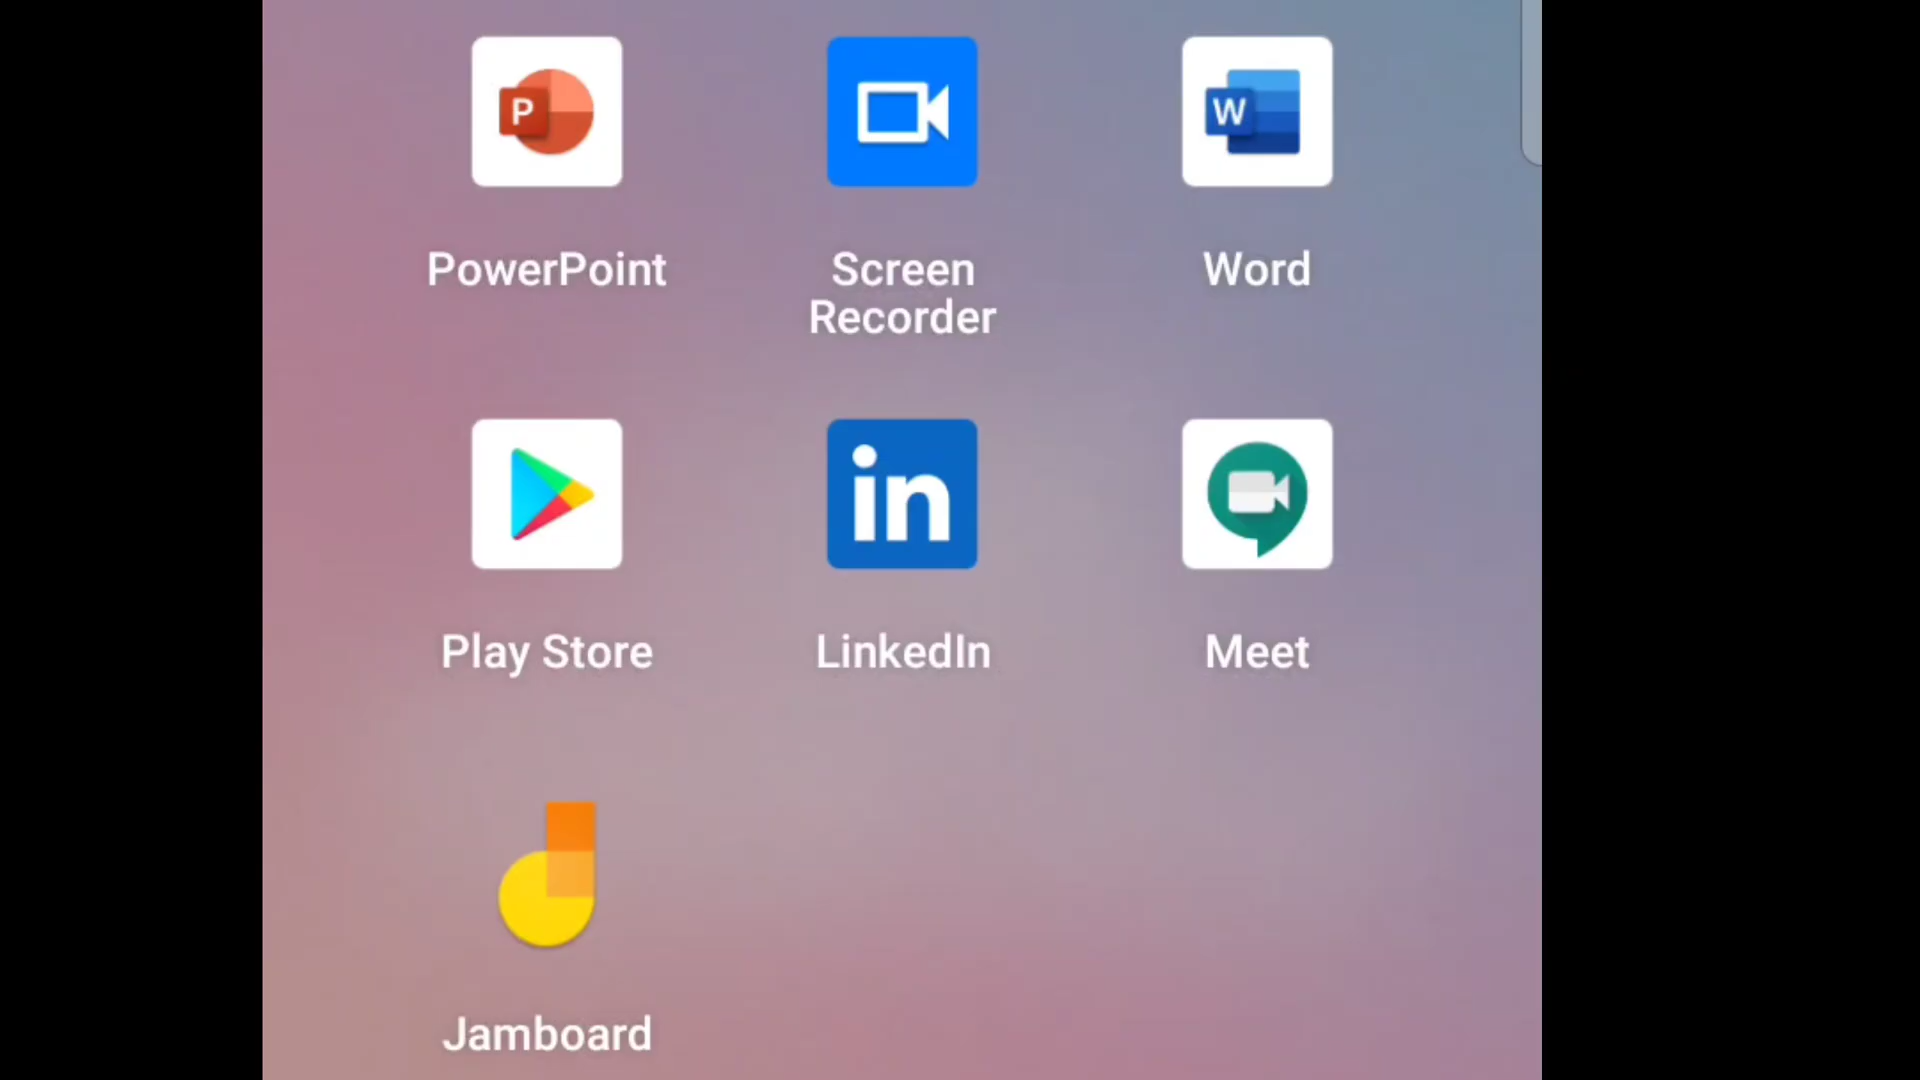 P
W
PowerPoint
Screen
Recorder
Word
in
Play Store
LinkedIn
Meet
Jamboard